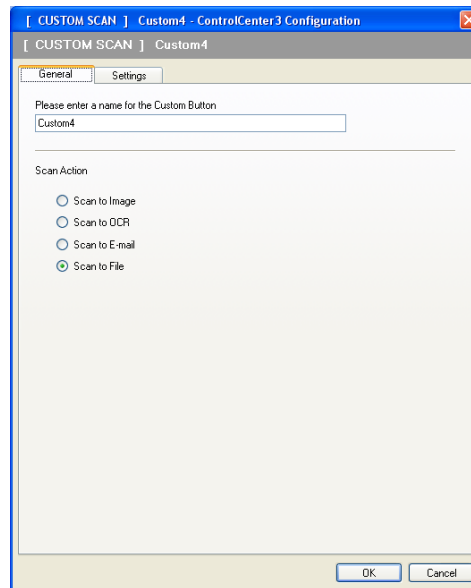 [ CUSTOM SCAN ] Custom4 - ControlCenter3 Configuration
[ CUSTOM SCAN ] Custom4
General Settings
Please enter a name for the Custom Button
Custom4
Scan Action
Scan to Image
Scan to OCR
Scan to E-mail
Scan to File
OK Cancel